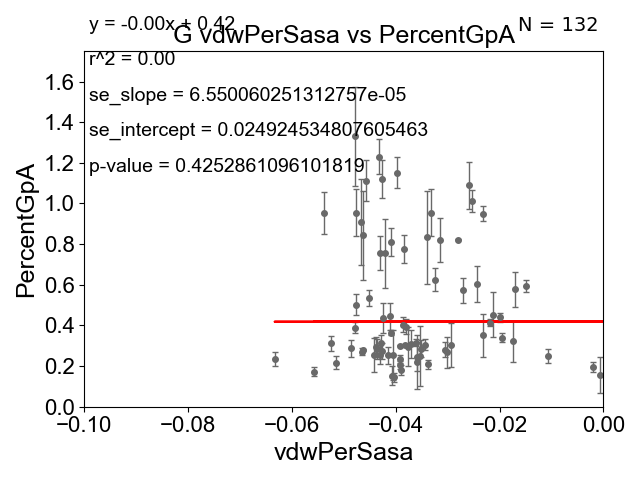 y = -0.00x + 0.42
G vdwPerSasa vs PercentGpA
N = 132
r^2 = 0.00
se_slope = 6.550060251312757e-05
se_intercept = 0.024924534807605463
p-value = 0.4252861096101819
PercentGpA
1.6
1.4
1.2
1.0
0.8
0.6
0.4
0.2
0.0
−0.10
−0.08
−0.06
−0.04
−0.02
0.00
vdwPerSasa